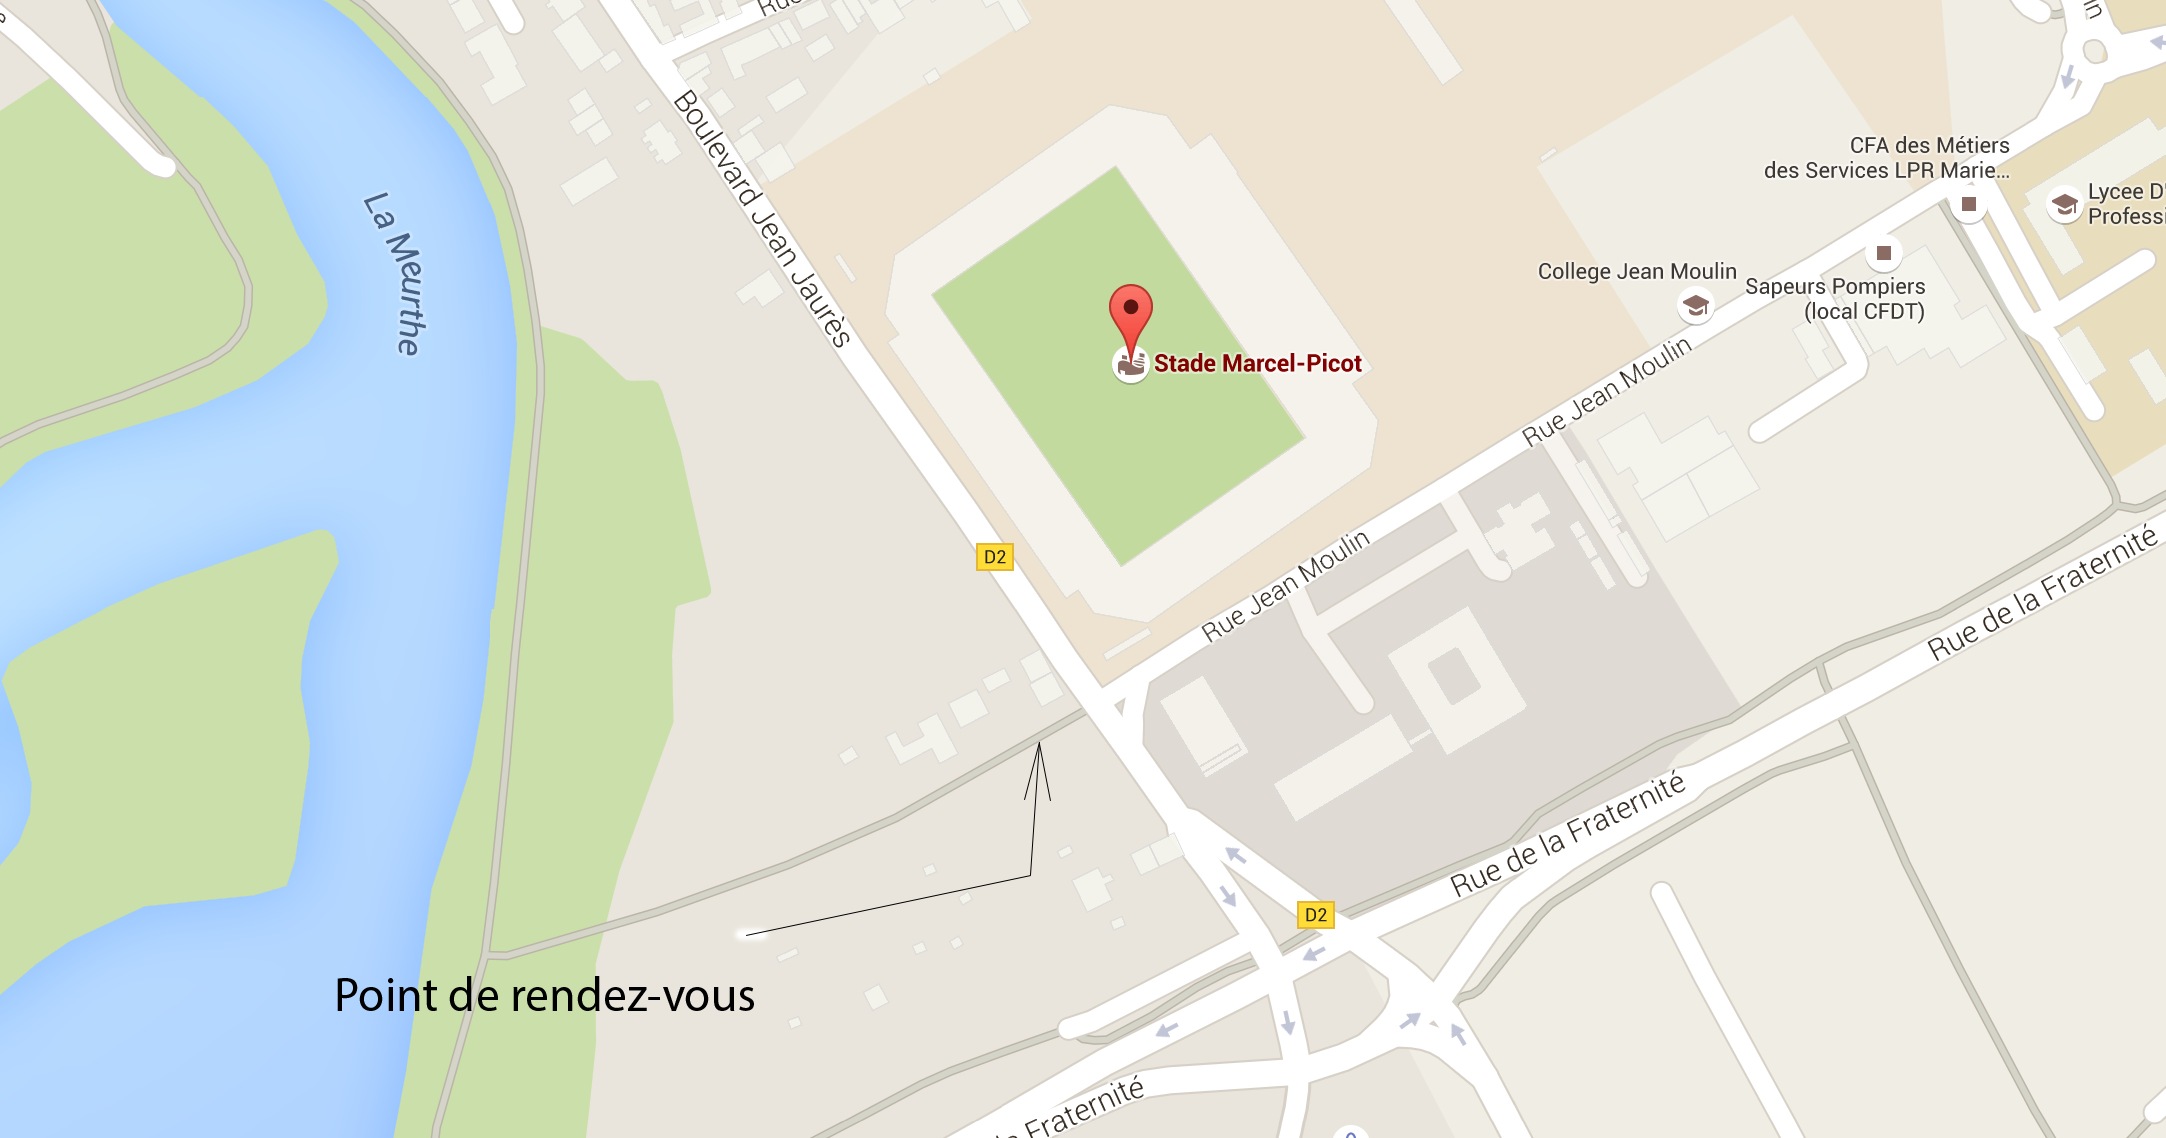 Boulevard Jean Jaurès
La Meurthe
CFA des Métiers
des Services LPR Marie...
Lycee D'
Professi
College Jean Moulin
Sapeurs Pompiers
(local CFDT)
Stade Marcel-Picot
Rue Jean Moulin
D2
Rue Jean Moulin
Rue de la Fraternité
Rue de la Fraternité
D2
Point de rendez-vous
Fraternité